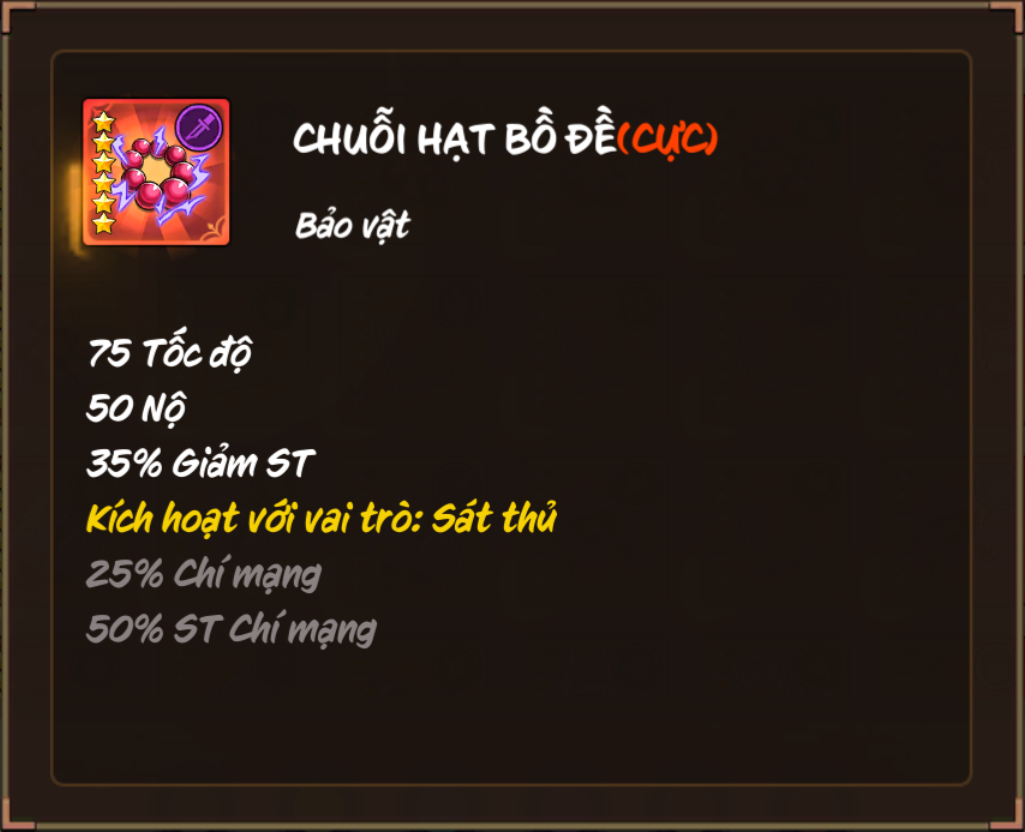 CHUỖI HẠT BỒ ĐỀ(CỰC)
Bảo vật
75 Tốc độ
50 Nộ
35% Giảm ST
Kích hoạt với vai trò: Sát thủ
25% Chí mạng
50% ST Chí mạng